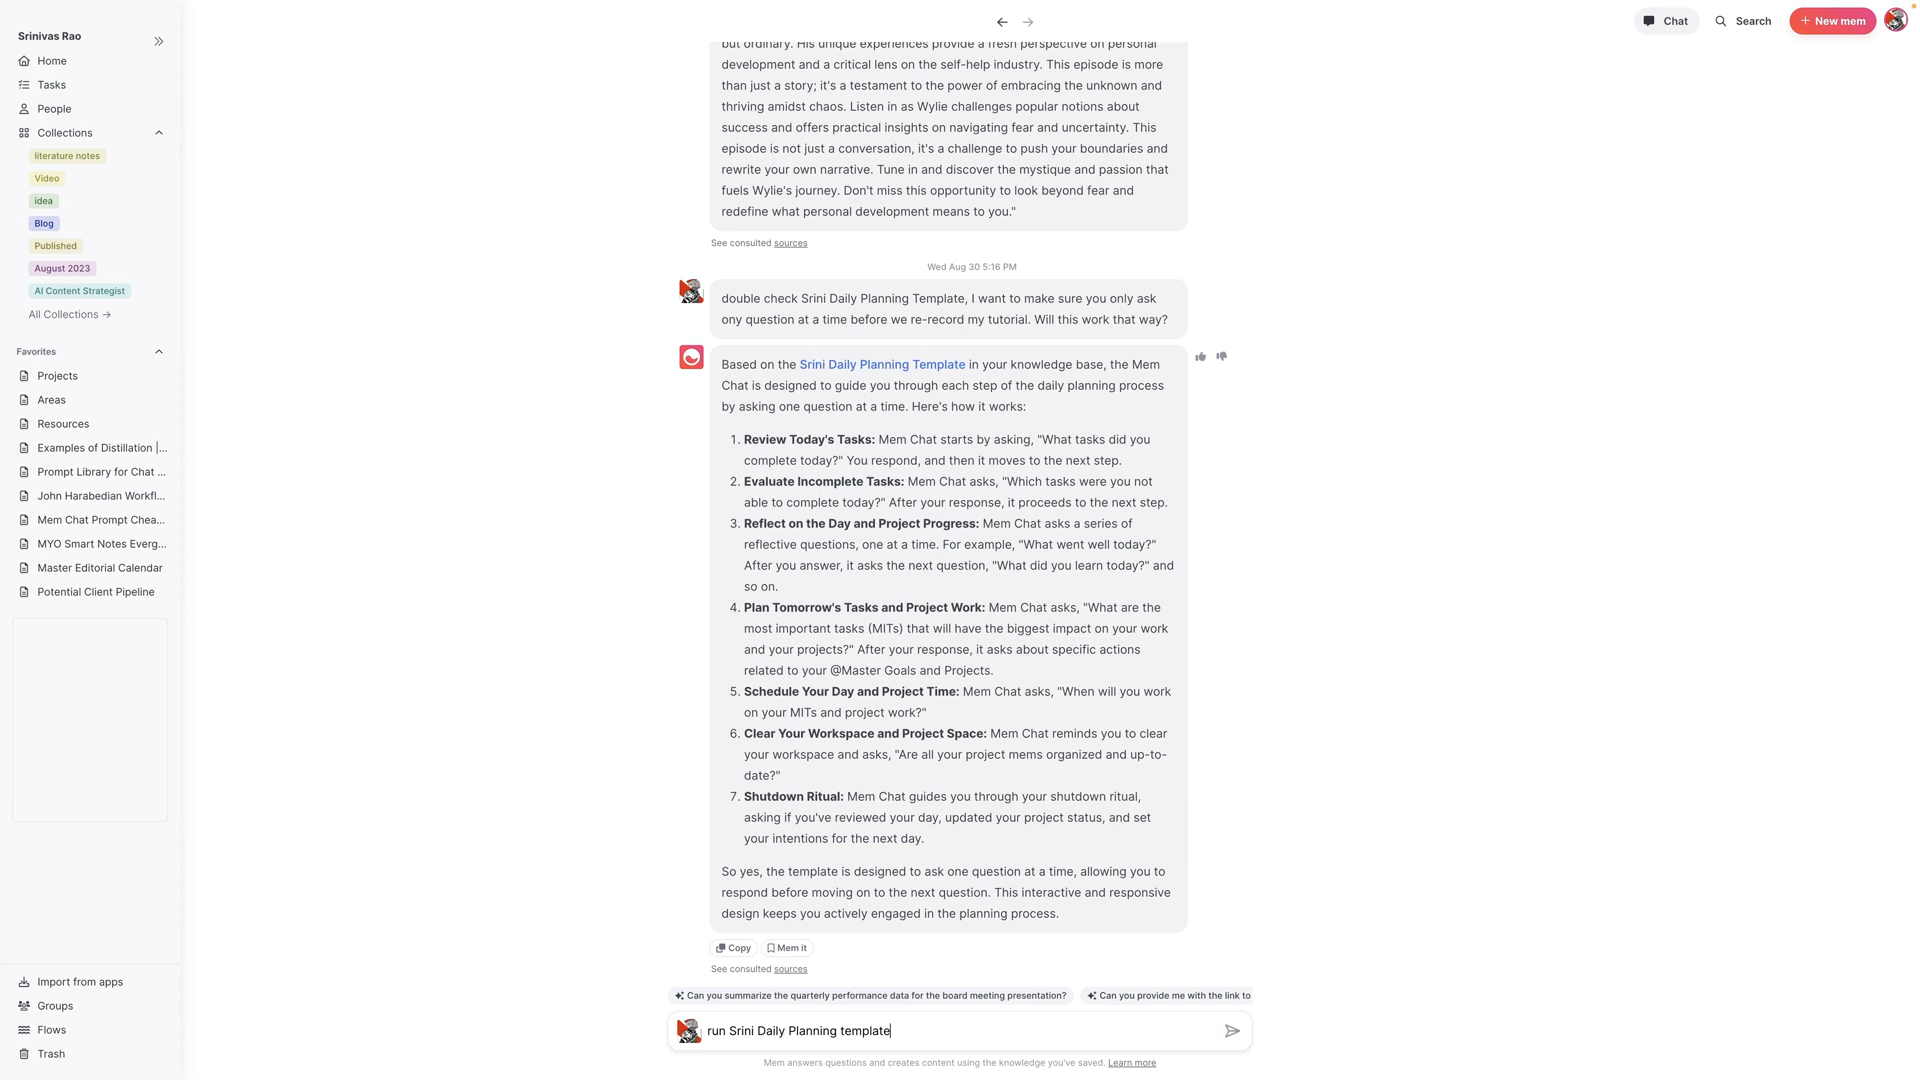 Srinivas Rao
Home
Tasks
People
Collections
literature notes
Video
idea
Blog
Published
August 2023
AI Content Strategist
All Collections →
Favorites
Projects
Areas
Resources
Examples of Distillation |...
Prompt Library for Chat ...
John Harabedian Workfl...
Mem Chat Prompt Chea...
MYO Smart Notes Everg...
Master Editorial Calendar
Potential Client Pipeline
Import from apps
Groups
Flows
Trash
Chat
Search
+ New mem
but ordinary. His unique experiences provide a fresh perspective on personal
development and a critical lens on the self-help industry. This episode is more
than just a story; it's a testament to the power of embracing the unknown and
thriving amidst chaos. Listen in as Wylie challenges popular notions about
success and offers practical insights on navigating fear and uncertainty. This
episode is not just a conversation, it's a challenge to push your boundaries and
rewrite your own narrative. Tune in and discover the mystique and passion that
fuels Wylie's journey. Don't miss this opportunity to look beyond fear and
redefine what personal development means to you."
See consulted sources
Wed Aug 30 5:16 PM
double check Srini Daily Planning Template, I want to make sure you only ask
ony question at a time before we re-record my tutorial. Will this work that way?
Based on the Srini Daily Planning Template in your knowledge base, the Mem
Chat is designed to guide you through each step of the daily planning process
by asking one question at a time. Here's how it works:
1. Review Today's Tasks: Mem Chat starts by asking, "What tasks did you
complete today?" You respond, and then it moves to the next step.
2. Evaluate Incomplete Tasks: Mem Chat asks, "Which tasks were you not
able to complete today?" After your response, it proceeds to the next step.
3. Reflect on the Day and Project Progress: Mem Chat asks a series of
reflective questions, one at a time. For example, "What went well today?"
After you answer, it asks the next question, "What did you learn today?" and
so on.
4. Plan Tomorrow's Tasks and Project Work: Mem Chat asks, "What are the
most important tasks (MITs) that will have the biggest impact on your work
and your projects?" After your response, it asks about specific actions
related to your @Master Goals and Projects.
5. Schedule Your Day and Project Time: Mem Chat asks, "When will you work
on your MITs and project work?"
6. Clear Your Workspace and Project Space: Mem Chat reminds you to clear
your workspace and asks, "Are all your project mems organized and up-to-
date?"
7. Shutdown Ritual: Mem Chat guides you through your shutdown ritual,
asking if you've reviewed your day, updated your project status, and set
your intentions for the next day.
So yes, the template is designed to ask one question at a time, allowing you to
respond before moving on to the next question. This interactive and responsive
design keeps you actively engaged in the planning process.
Copy Mem it
See consulted sources
Can you summarize the quarterly performance data for the board meeting presentation? Can you provide me with the link to
run Srini Daily Planning template
Mem answers questions and creates content using the knowledge you've saved. Learn more